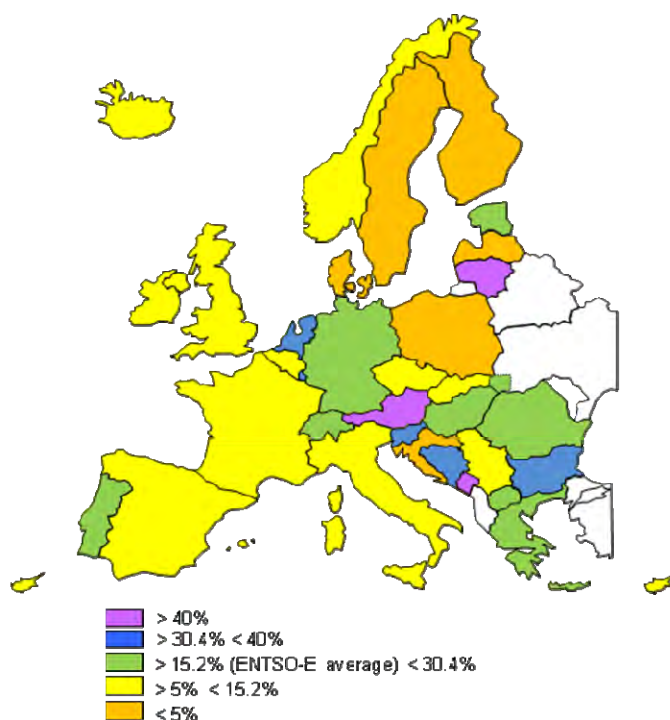 > 40%
> 30.4% < 40%
> 15.2% (ENTSO-E average) < 30.4%
> 5% < 15.2%
< 5%